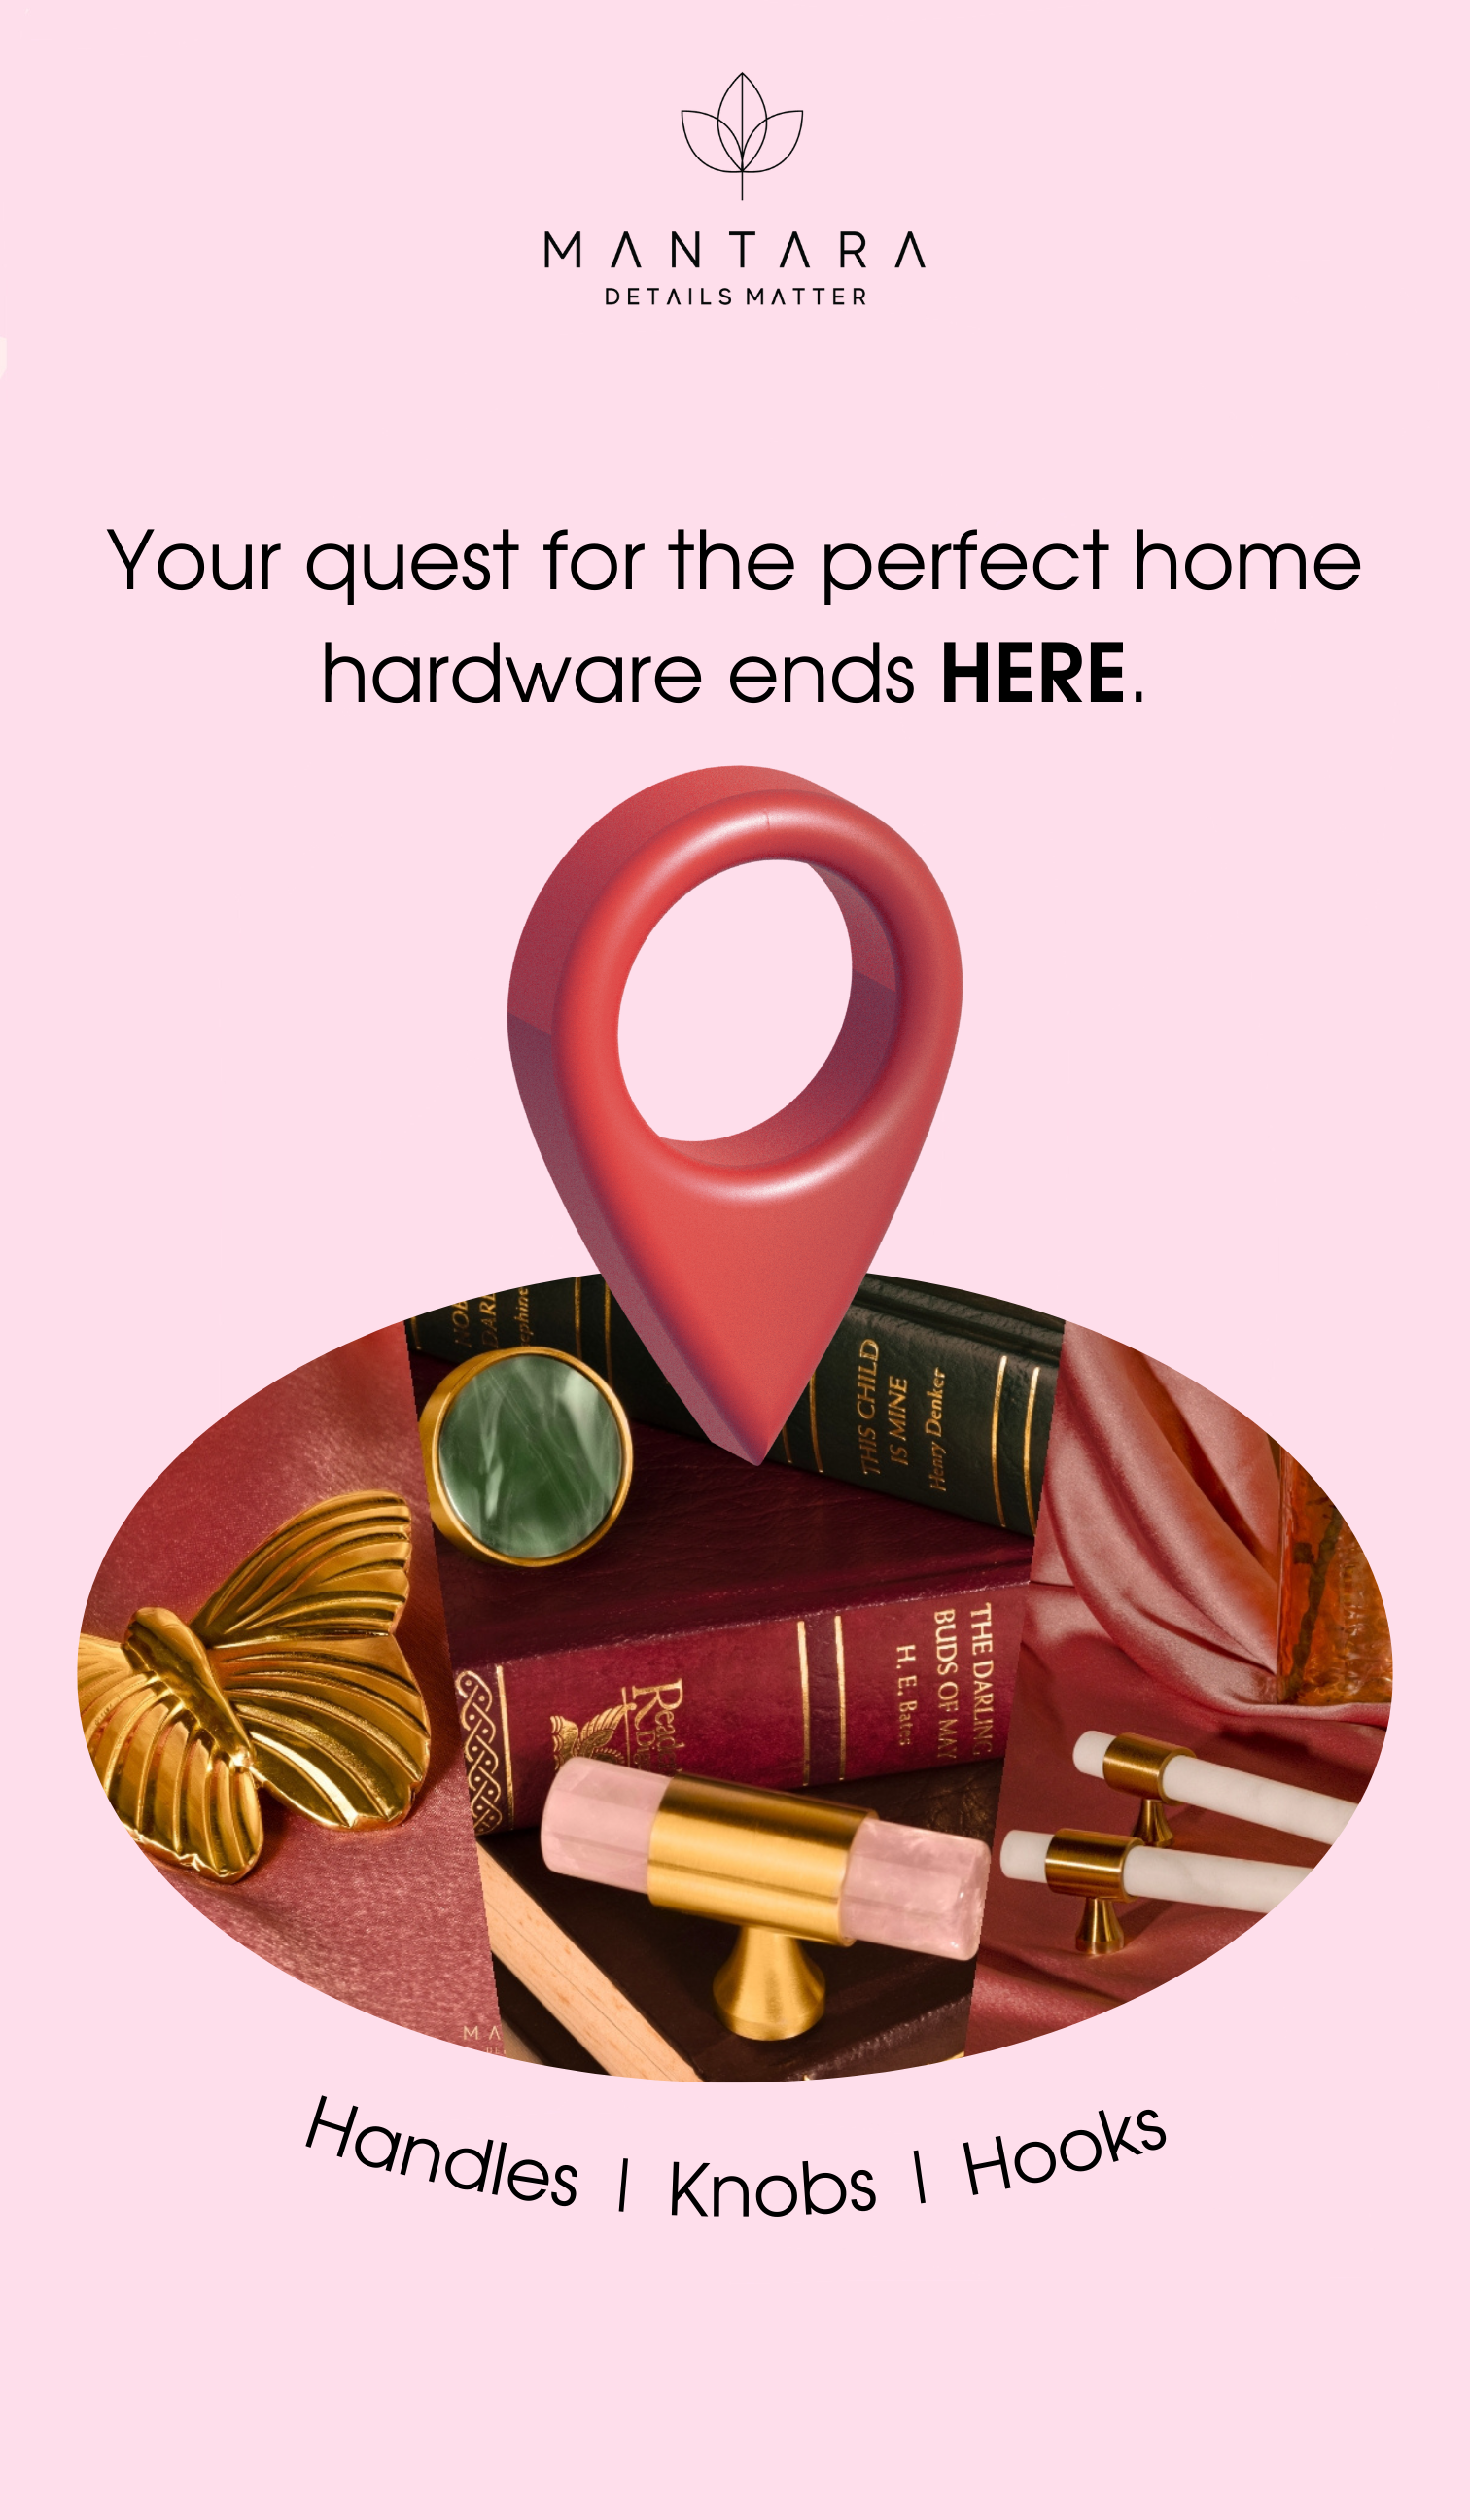 MANTARA
DETAILS MATTER
Your quest for the perfect home
hardware ends HERE.
THIS CHILD
IS MINE
Henry Denker
THE DARLING
BUDS OF MAY
H. E. Bates
Handles | Knobs | Hooks